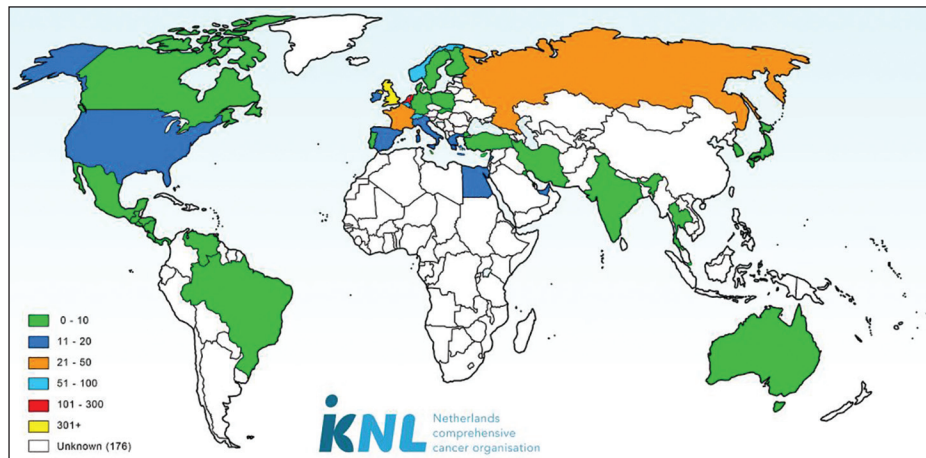 0 - 10
11 - 20
21 - 50
51 - 100
101 - 300
301+
Unknown (176)
iKNL
Netherlands
comprehensive
cancer organisation